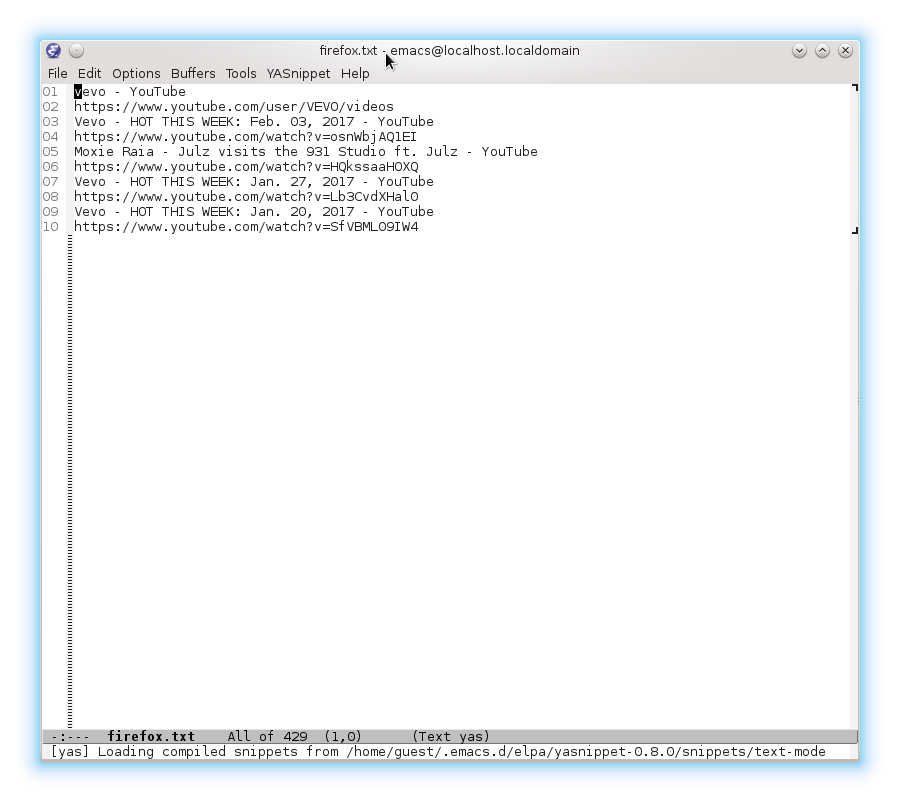 firefox.txt - emacs@localhost.localdomain
File Edit Options Buffers Tools YASnippet Help
01 vevo - YouTube
02 https://www.youtube.com/user/VEVO/videos
03 Vevo - HOT THIS WEEK: Feb. 03, 2017 - YouTube
04 https://www.youtube.com/watch?v=osnWbjAQ1EI
05 Moxie Raia - Julz visits the 931 Studio ft. Julz - YouTube
06 https://www.youtube.com/watch?v=HQkssaaHOXQ
07 Vevo - HOT THIS WEEK: Jan. 27, 2017 - YouTube
08 https://www.youtube.com/watch?v=Lb3CvdXHal0
09 Vevo - HOT THIS WEEK: Jan. 20, 2017 - YouTube
10 https://www.youtube.com/watch?v=SfVBML09IW4
-:--- firefox.txt All of 429 (1,0) (Text yas)
[yas] Loading compiled snippets from /home/guest/.emacs.d/elpa/yasnippet-0.8.0/snippets/text-mode